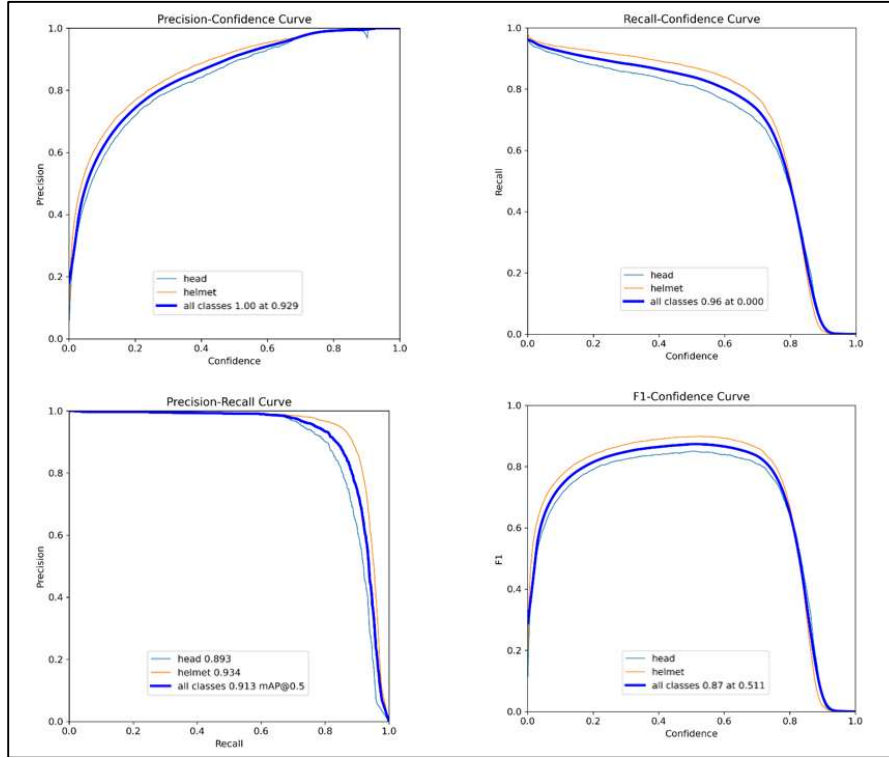 Precision-Confidence Curve
1.0
0.8
0.6
0.4
0.2
0.0
Precision
head
helmet
all classes 1.00 at 0.929
0.0 0.2 0.4 0.6 0.8 1.0
Confidence
Recall-Confidence Curve
1.0
0.8
0.6
0.4
0.2
0.0
Recall
head
helmet
all classes 0.96 at 0.000
0.0 0.2 0.4 0.6 0.8 1.0
Confidence
Precision-Recall Curve
1.0
0.8
0.6
0.4
0.2
0.0
Precision
head 0.893
helmet 0.934
all classes 0.913 mAP@0.5
0.0 0.2 0.4 0.6 0.8 1.0
Recall
F1-Confidence Curve
1.0
0.8
0.6
0.4
0.2
0.0
F1
head
helmet
all classes 0.87 at 0.511
0.0 0.2 0.4 0.6 0.8 1.0
Confidence